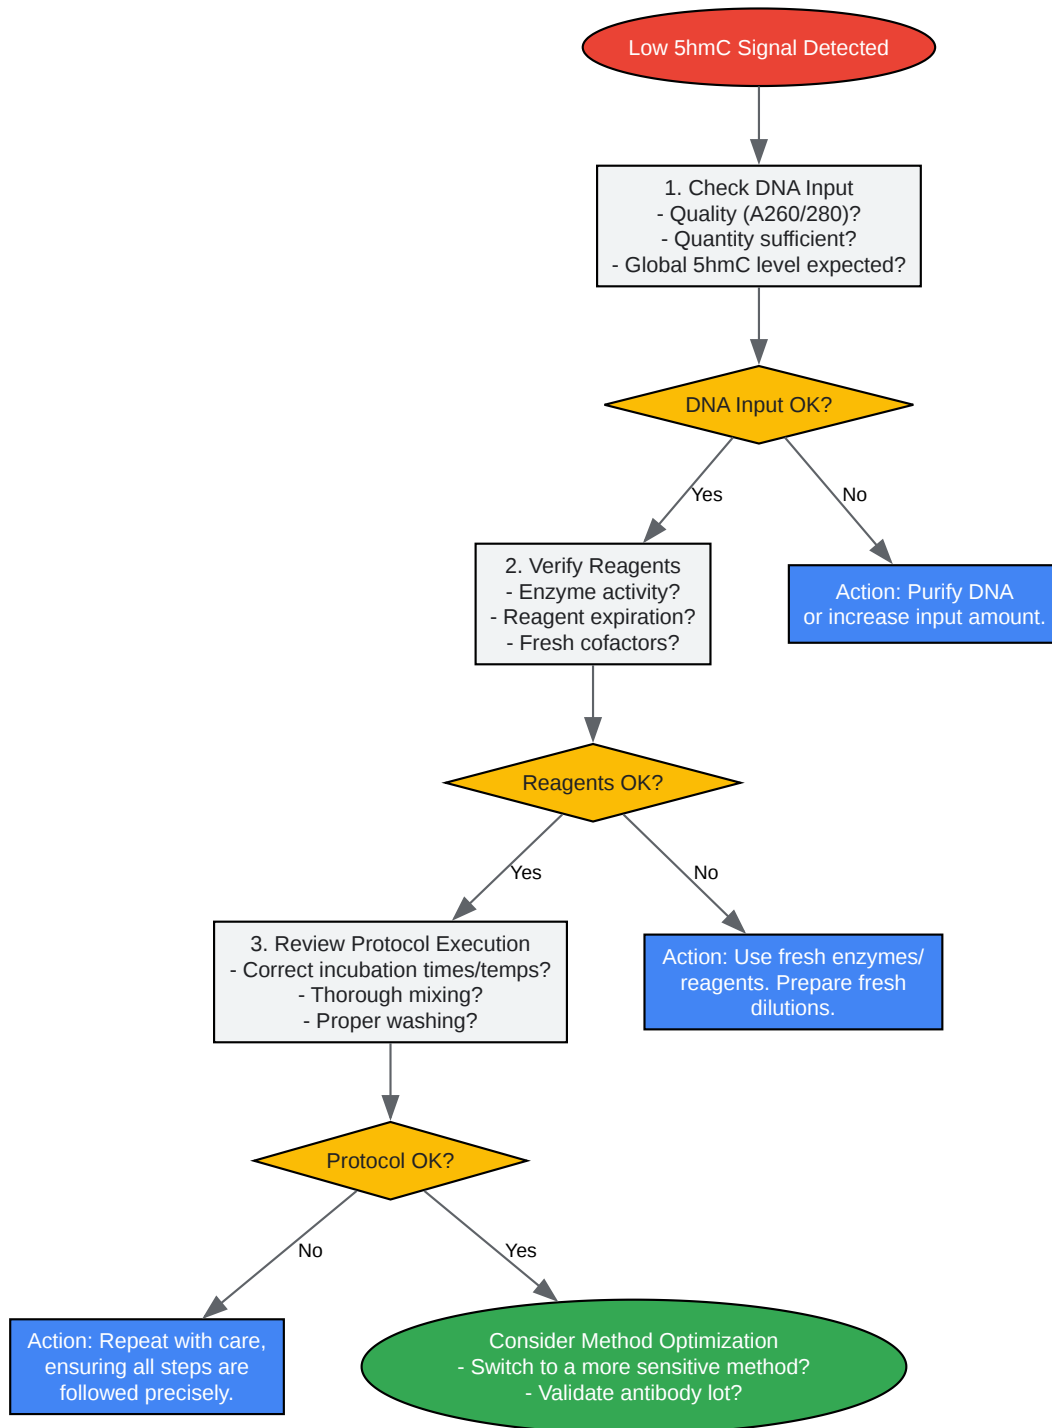 Low 5hmC Signal Detected
1. Check DNA Input
- Quality (A260/280)?
- Quantity sufficient?
- Global 5hmC level expected?
DNA Input OK?
Yes
No
2. Verify Reagents
- Enzyme activity?
- Reagent expiration?
- Fresh cofactors?
Action: Purify DNA
or increase input amount.
Reagents OK?
Yes
No
3. Review Protocol Execution
- Correct incubation times/temps?
- Thorough mixing?
- Proper washing?
Action: Use fresh enzymes/
reagents. Prepare fresh
dilutions.
Protocol OK?
No
Yes
Action: Repeat with care,
ensuring all steps are
followed precisely.
Consider Method Optimization
- Switch to a more sensitive method?
- Validate antibody lot?